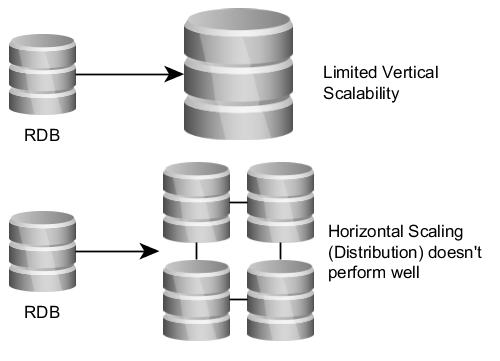 RDB
Limited Vertical
Scalability
RDB
Horizontal Scaling
(Distribution) doesn't
perform well